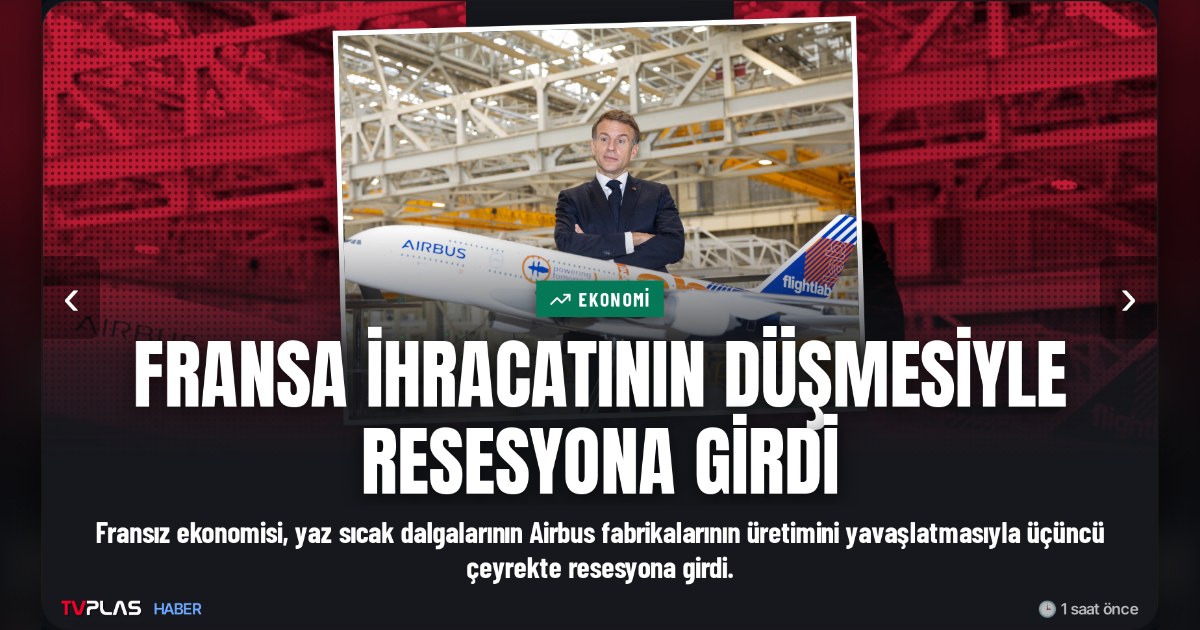 AIRBUS
flightlab
EKONOMİ
FRANSA İHRACATININ DÜŞMESİYLE
RESESYONA GİRDİ
Fransız ekonomisi, yaz sıcak dalgalarının Airbus fabrikalarının üretimini yavaşlatmasıyla üçüncü
çeyrekte resesyona girdi.
TVPLAS HABER
1 saat önce